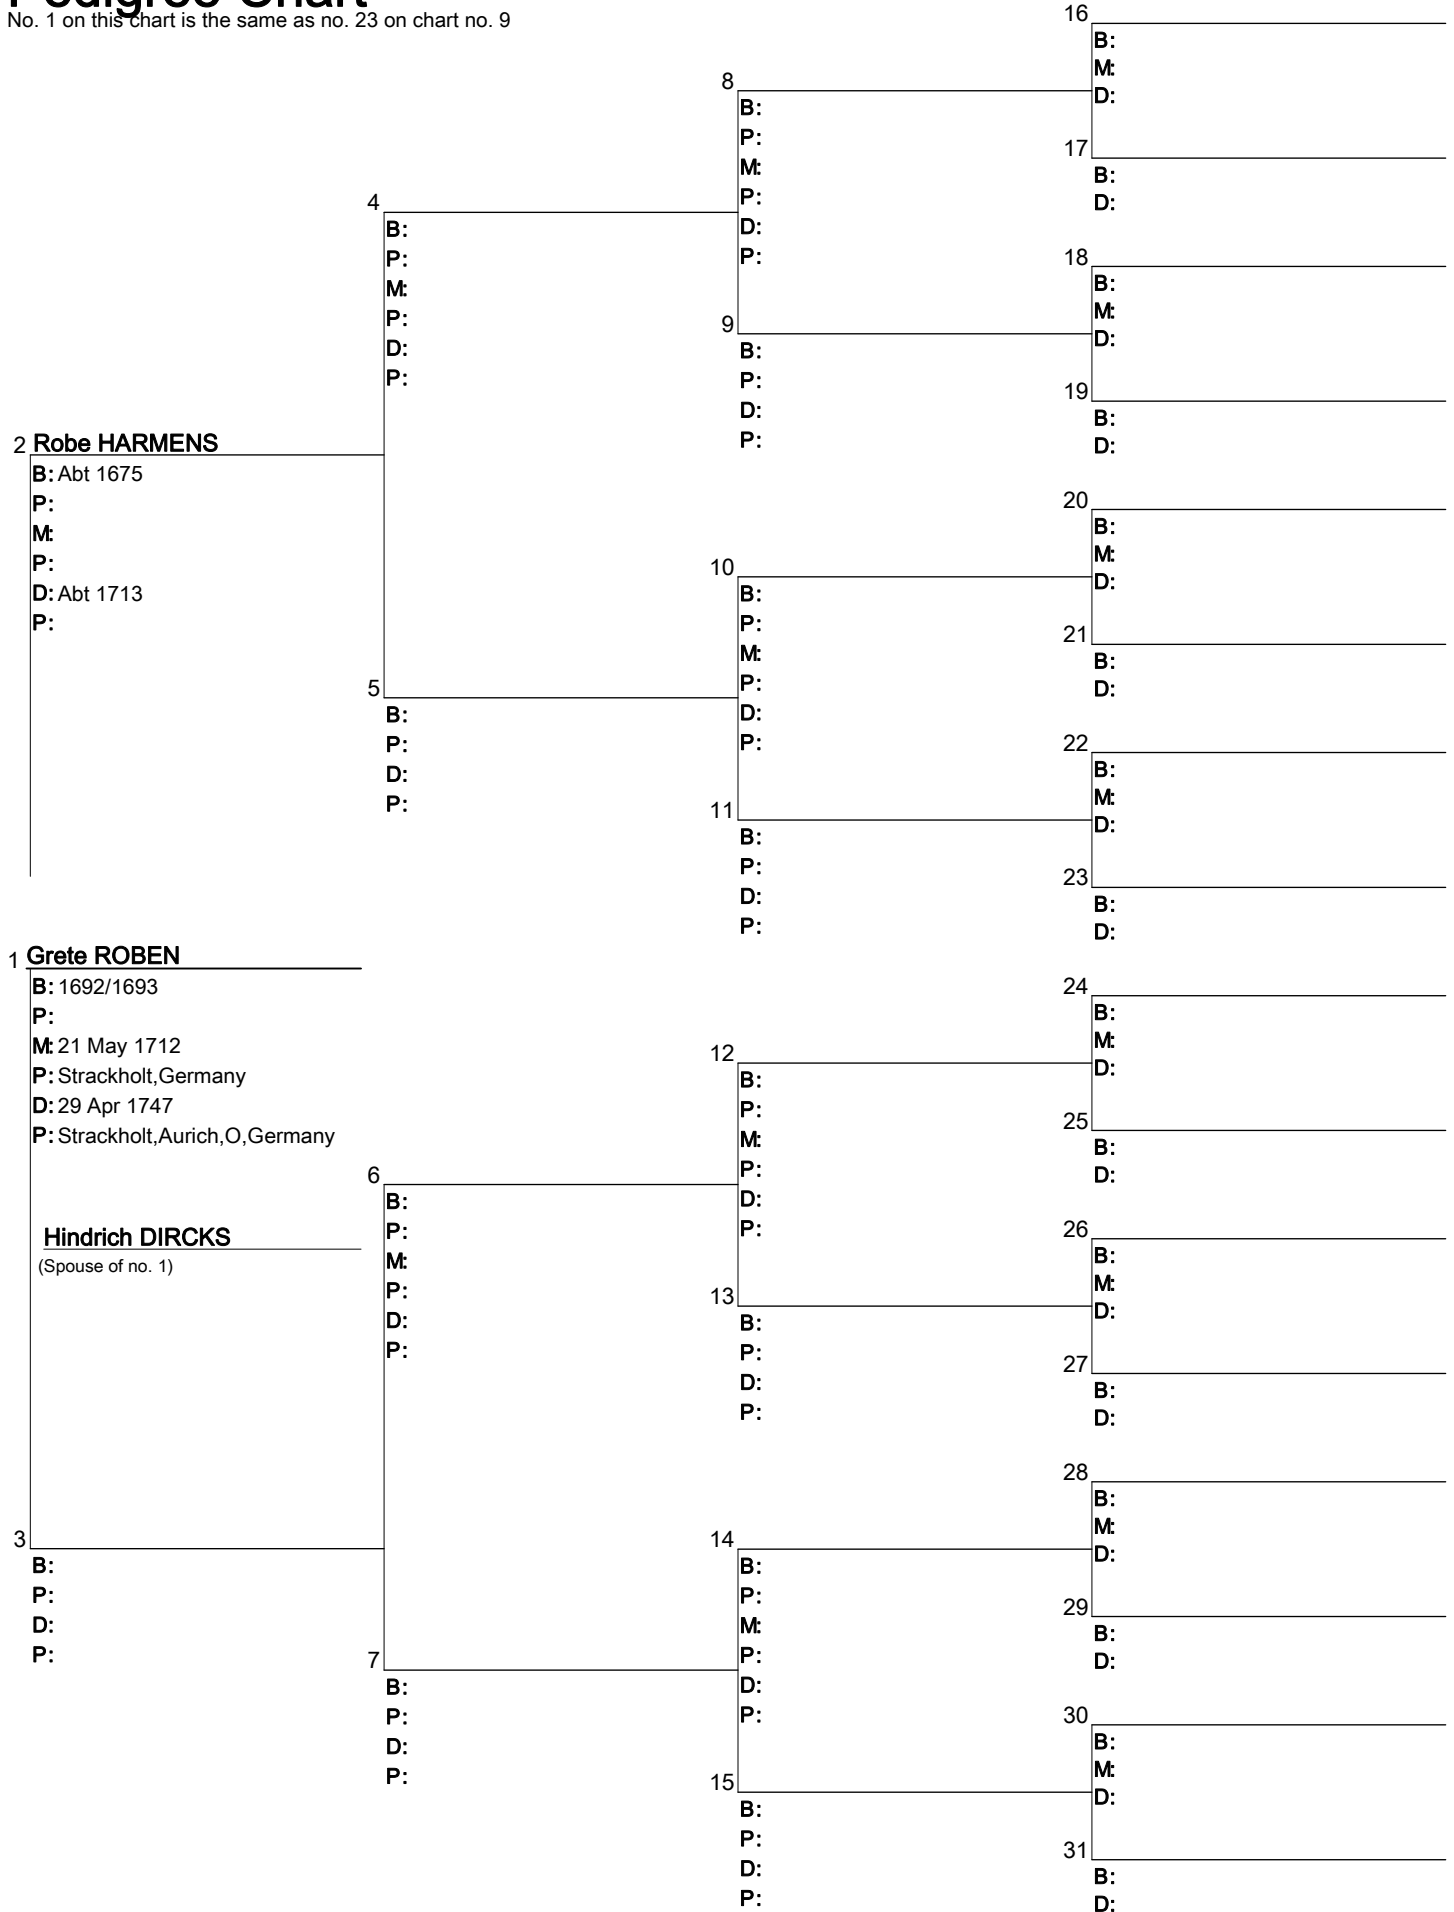 Pedigree Chart
No. 1 on this chart is the same as no. 23 on chart no. 9
2 Robe HARMENS
B: Abt 1675
P:
M:
P:
D: Abt 1713
P:
1 Grete ROBEN
B: 1692/1693
P:
M: 21 May 1712
P: Strackholt,Germany
D: 29 Apr 1747
P: Strackholt,Aurich,O,Germany
Hindrich DIRCKS
(Spouse of no. 1)
3
B:
P:
D:
P:
4
B:
P:
M:
P:
D:
P:
5
B:
P:
D:
P:
6
B:
P:
M:
P:
D:
P:
7
B:
P:
D:
P:
8
B:
P:
M:
P:
D:
P:
9
B:
P:
D:
P:
10
B:
P:
M:
P:
D:
P:
11
B:
P:
D:
P:
12
B:
P:
M:
P:
D:
P:
13
B:
P:
D:
P:
14
B:
P:
M:
P:
D:
P:
15
B:
P:
D:
P:
16
B:
M:
D:
17
B:
D:
18
B:
M:
D:
19
B:
D:
20
B:
M:
D:
21
B:
D:
22
B:
M:
D:
23
B:
D:
24
B:
M:
D:
25
B:
D:
26
B:
M:
D:
27
B:
D:
28
B:
M:
D:
29
B:
D:
30
B:
M:
D:
31
B:
D: